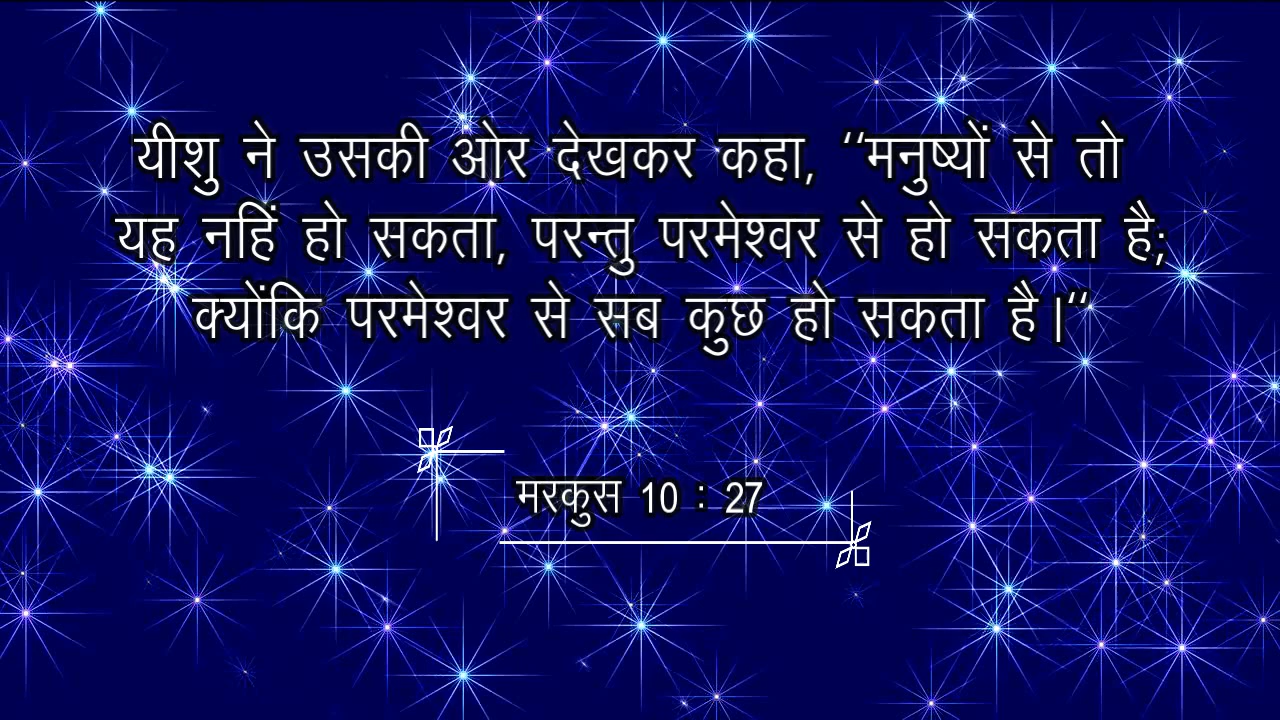 यीशु ने उसकी ओर देखकर कहा, “मनुष्यों से तो
यह नहिं हो सकता, परन्तु परमेश्वर से हो सकता है;
क्योंकि परमेश्वर से सब कुछ हो सकता है|“
मरकुस 10 : 27